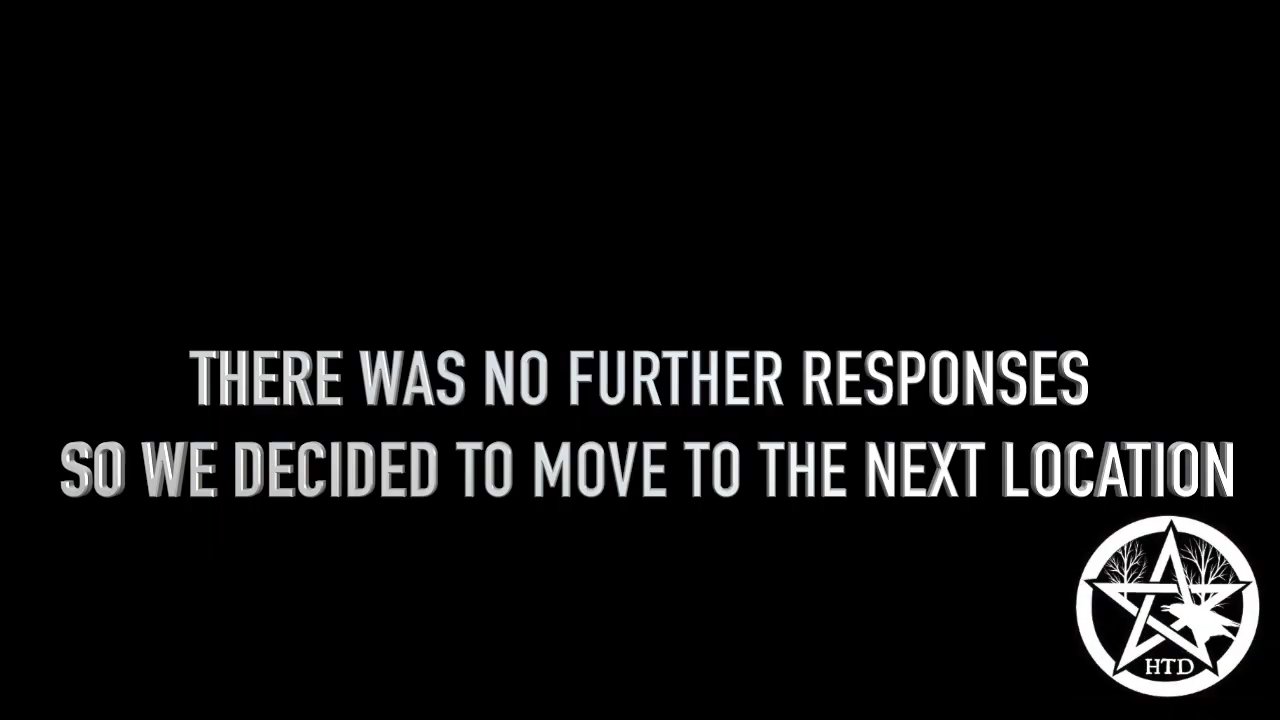 THERE WAS NO FURTHER RESPONSES
SO WE DECIDED TO MOVE TO THE NEXT LOCATION
HTD